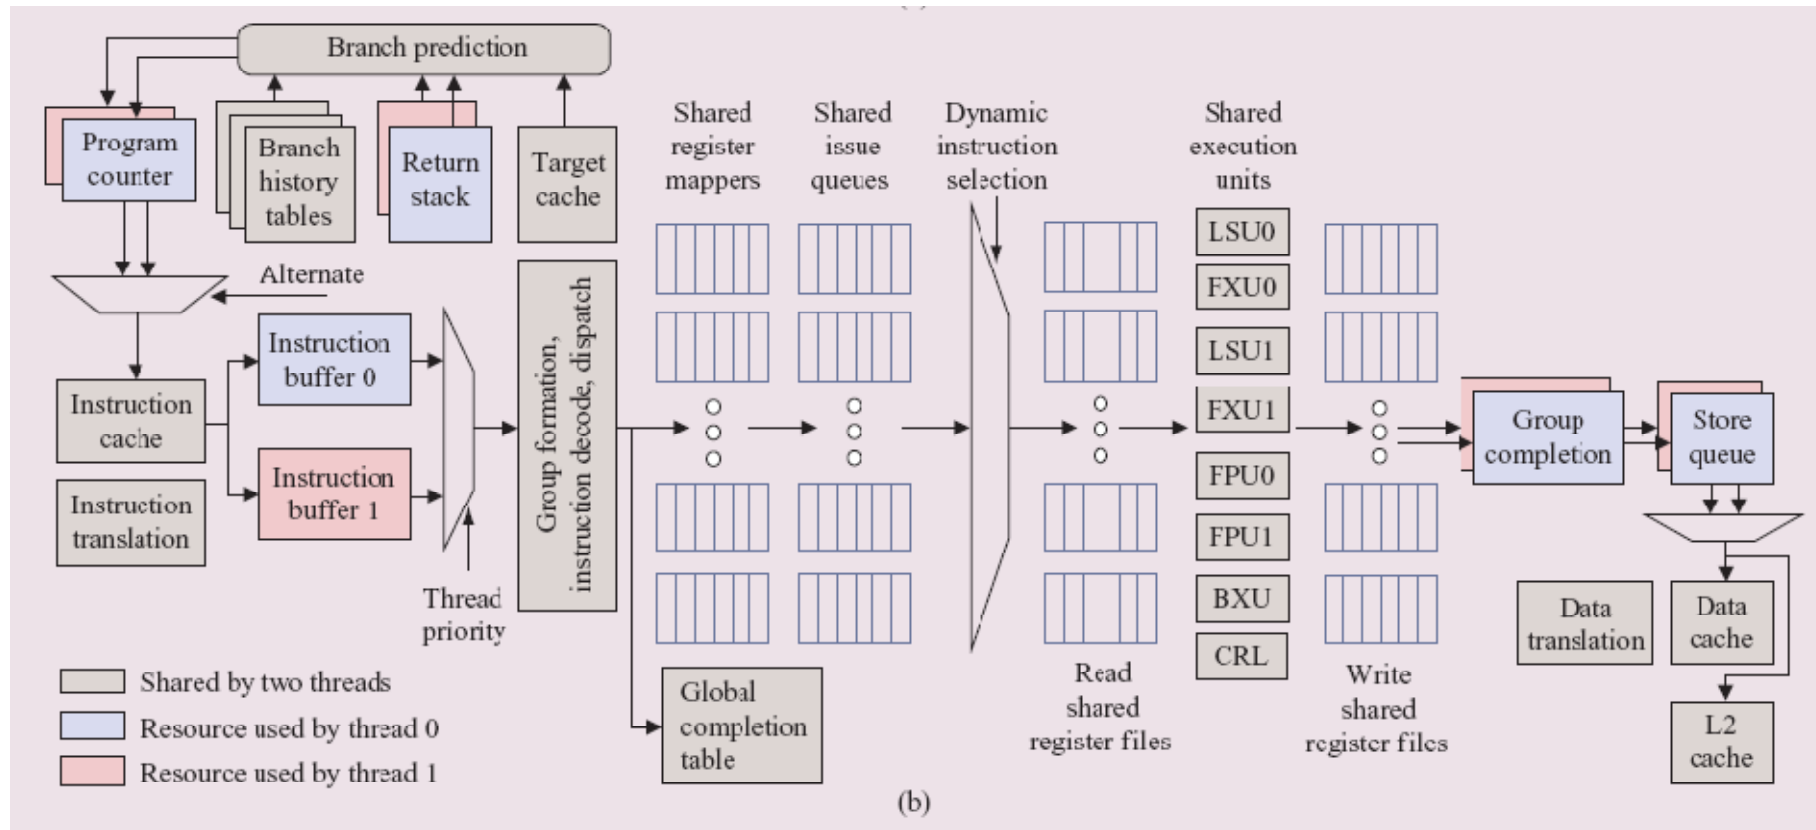 Branch prediction
Program
counter
Branch
history
tables
Return
stack
Target
cache
Shared
register
mappers
Shared
issue
queues
Dynamic
instruction
selection
Shared
execution
units
Alternate
Instruction
cache
Instruction
translation
Instruction
buffer 0
Instruction
buffer 1
Thread
priority
Group formation,
instruction decode, dispatch
Global
completion
table
LSU0
FXU0
LSU1
FXU1
FPU0
FPU1
BXU
CRL
Read
shared
register files
Write
shared
register files
Group
completion
Store
queue
Data
translation
Data
cache
L2
cache
Shared by two threads
Resource used by thread 0
Resource used by thread 1
(b)